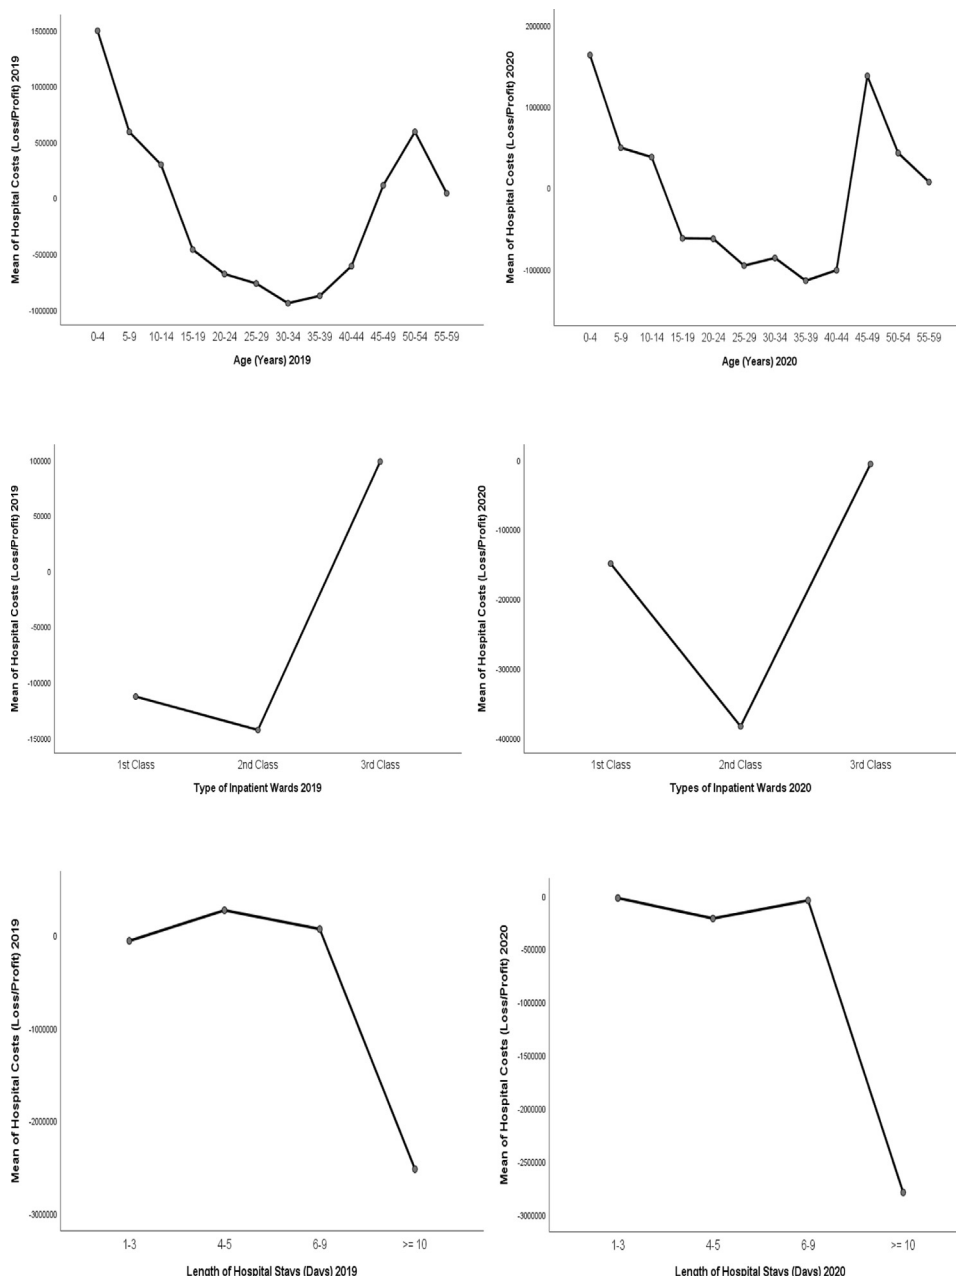 Mean of Hospital Costs (Loss/Profit) 2019
1500000
1000000
500000
0
-500000
-1000000
0-4 5-9 10-14 15-19 20-24 25-29 30-34 35-39 40-44 45-49 50-54 55-59
Age (Years) 2019
Mean of Hospital Costs (Loss/Profit) 2020
2000000
1000000
0
-1000000
0-4 5-9 10-14 15-19 20-24 25-29 30-34 35-39 40-44 45-49 50-54 55-59
Age (Years) 2020
Mean of Hospital Costs (Loss/Profit) 2019
100000
50000
0
-50000
-100000
-150000
1st Class 2nd Class 3rd Class
Type of Inpatient Wards 2019
Mean of Hospital Costs (Loss/Profit) 2020
0
-100000
-200000
-300000
-400000
1st Class 2nd Class 3rd Class
Types of Inpatient Wards 2020
Mean of Hospital Costs (Loss/Profit) 2019
0
-1000000
-2000000
-3000000
1-3 4-5 6-9 >= 10
Length of Hospital Stays (Days) 2019
Mean of Hospital Costs (Loss/Profit) 2020
0
-500000
-1000000
-1500000
-2000000
-2500000
-3000000
1-3 4-5 6-9 >= 10
Length of Hospital Stays (Days) 2020